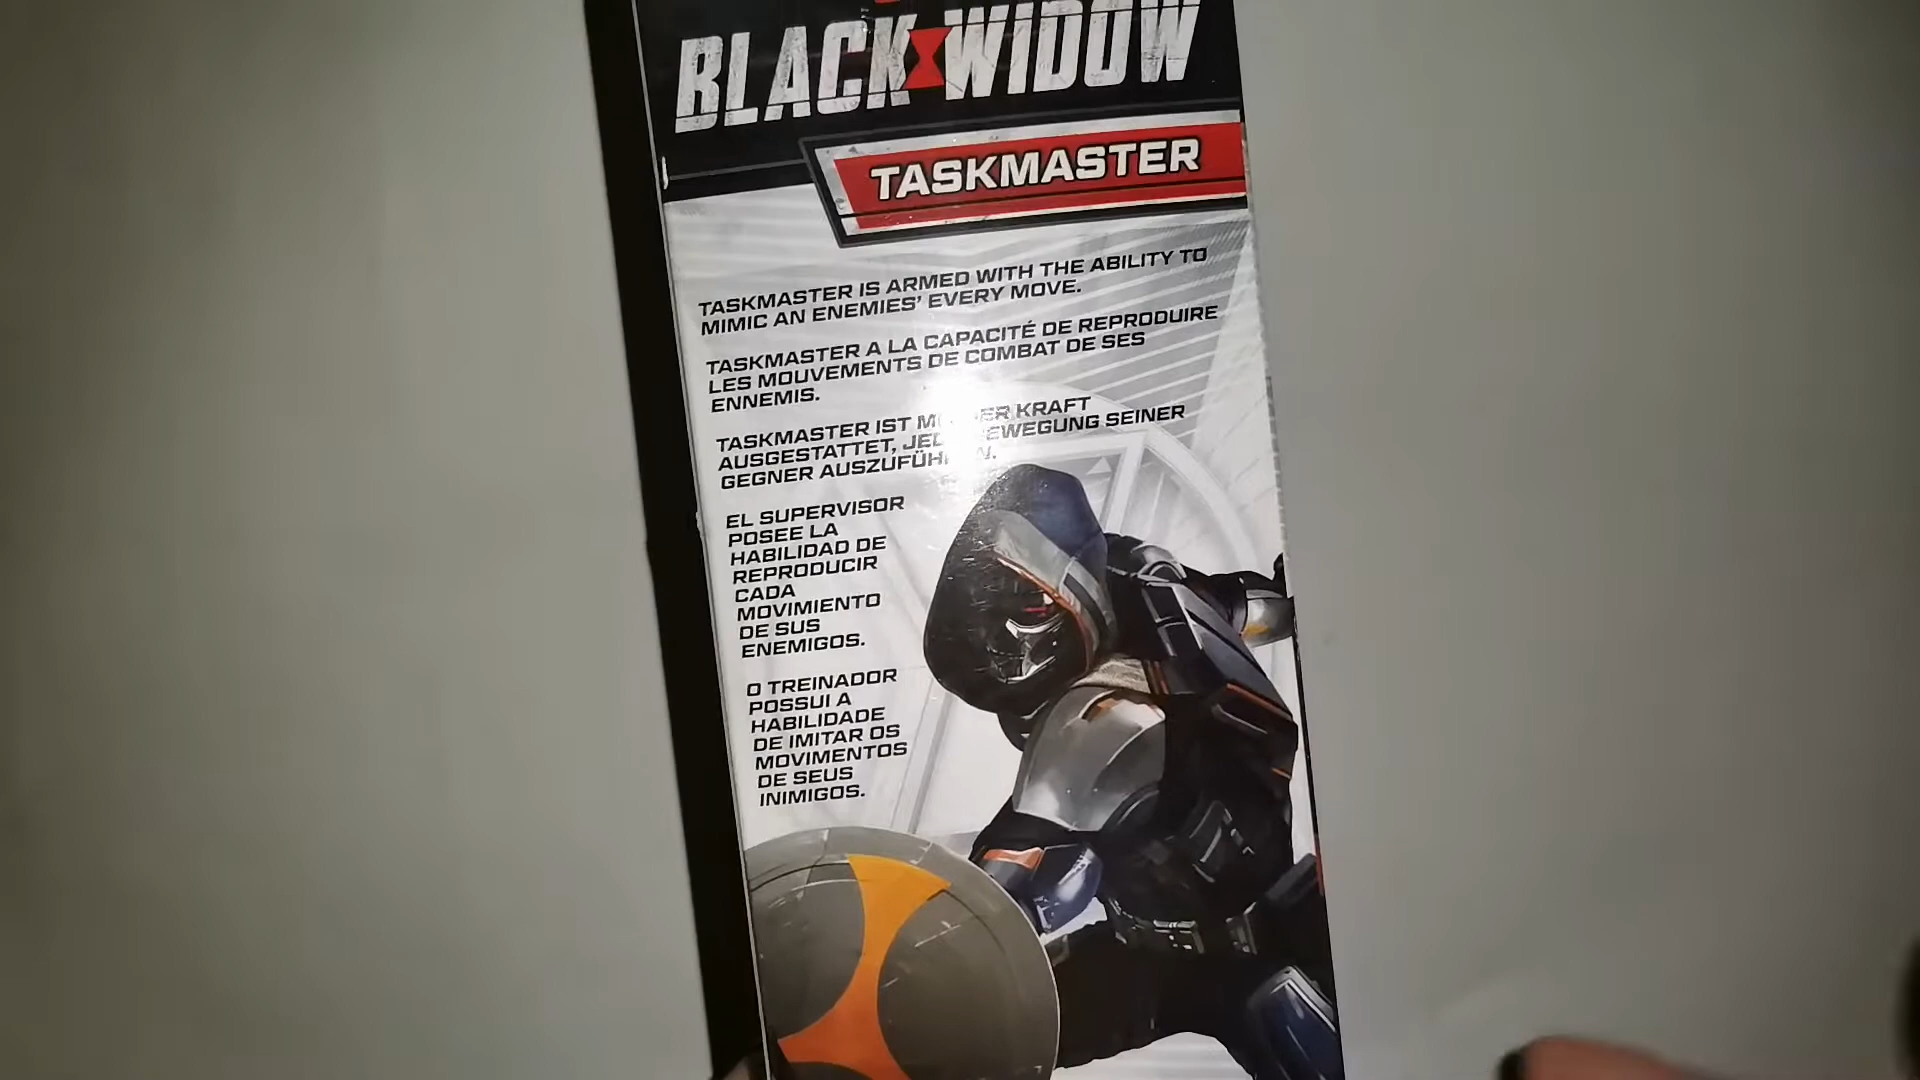 BLACK WIDOW
TASKMASTER
TASKMASTER IS ARMED WITH THE ABILITY TO
MIMIC AN ENEMIES' EVERY MOVE.
TASKMASTER A LA CAPACITÉ DE REPRODUIRE
LES MOUVEMENTS DE COMBAT DE SES
ENNEMIS.
TASKMASTER IST KRAFT
AUSGESTATTET, SEINER
GEGNER
EL SUPERVISOR
POSEE LA
HABILIDAD DE
REPRODUCIR
CADA
MOVIMIENTO
DE SUS
ENEMIGOS.
O TREINADOR
POSSUI A
HABILIDADE
DE IMITAR OS
MOVIMENTOS
DE SEUS
INIMIGOS.